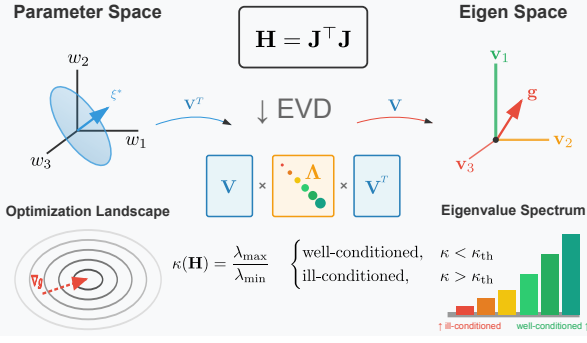 Parameter Space
Eigen Space
H = J⊤J
w₂
w₁
w₃
ξ*
Vᵀ
↓ EVD
V
v₁
g
v₂
v₃
V × Λ × Vᵀ
Optimization Landscape
Eigenvalue Spectrum
∇g
κ(H) = λmax / λmin
well-conditioned, κ < κth
ill-conditioned, κ > κth
↑ ill-conditioned
well-conditioned ↑